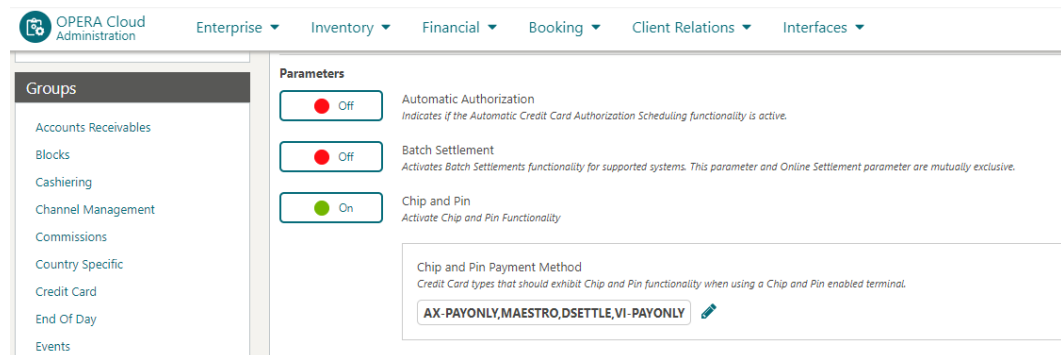 OPERA Cloud
Administration
Enterprise
Inventory
Financial
Booking
Client Relations
Interfaces
Groups
Accounts Receivables
Blocks
Cashiering
Channel Management
Commissions
Country Specific
Credit Card
End Of Day
Events
Parameters
Off
Automatic Authorization
Indicates if the Automatic Credit Card Authorization Scheduling functionality is active.
Off
Batch Settlement
Activates Batch Settlements functionality for supported systems. This parameter and Online Settlement parameter are mutually exclusive.
On
Chip and Pin
Activate Chip and Pin Functionality
Chip and Pin Payment Method
Credit Card types that should exhibit Chip and Pin functionality when using a Chip and Pin enabled terminal.
AX-PAYONLY,MAESTRO,DSETTLE,VI-PAYONLY